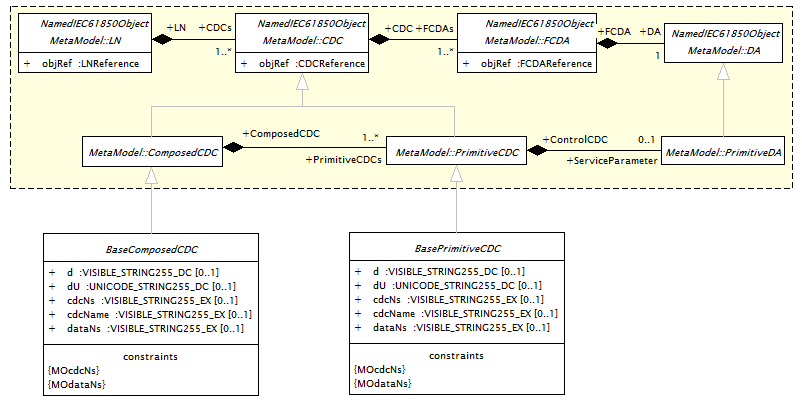 NamedIEC61850Object
MetaModel::LN
+ objRef :LNReference
+LN +CDCs
1..*
NamedIEC61850Object
MetaModel::CDC
+ objRef :CDCReference
+CDC +FCDAs
1..*
NamedIEC61850Object
MetaModel::FCDA
+ objRef :FCDAReference
+FCDA +DA
1
NamedIEC61850Object
MetaModel::DA
MetaModel::ComposedCDC
+ComposedCDC 1..*
+PrimitiveCDCs
MetaModel::PrimitiveCDC
+ControlCDC 0..1
+ServiceParameter
MetaModel::PrimitiveDA
BaseComposedCDC
+ d :VISIBLE_STRING255_DC [0..1]
+ dU :UNICODE_STRING255_DC [0..1]
+ cdcNs :VISIBLE_STRING255_EX [0..1]
+ cdcName :VISIBLE_STRING255_EX [0..1]
+ dataNs :VISIBLE_STRING255_EX [0..1]
constraints
{MOcdcNs}
{MOdataNs}
BasePrimitiveCDC
+ d :VISIBLE_STRING255_DC [0..1]
+ dU :UNICODE_STRING255_DC [0..1]
+ cdcNs :VISIBLE_STRING255_EX [0..1]
+ cdcName :VISIBLE_STRING255_EX [0..1]
+ dataNs :VISIBLE_STRING255_EX [0..1]
constraints
{MOcdcNs}
{MOdataNs}